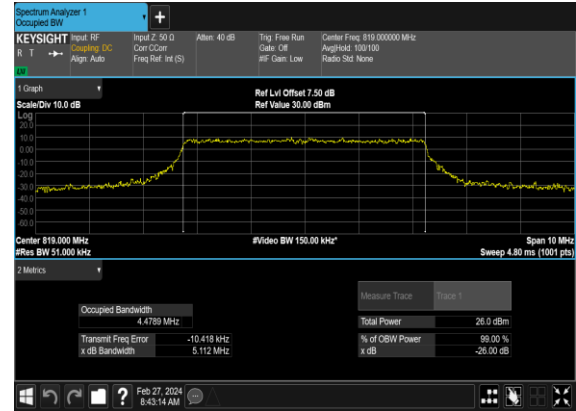 Spectrum Analyzer 1
Occupied BW
KEYSIGHT Input: RF Input Z: 50 Ω Atten: 40 dB Trig: Free Run Center Freq: 819.000000 MHz
R T Coupling: DC Corr CCorr Gate: Off Avg|Hold: 100/100
Align: Auto Freq Ref: Int (S) #IF Gain: Low Radio Std: None
1 Graph
Ref Lvl Offset 7.50 dB
Scale/Div 10.0 dB Ref Value 30.00 dBm
Log
20.0
10.0
0.00
-10.0
-20.0
-30.0
-40.0
-50.0
-60.0
Center 819.000 MHz #Video BW 150.00 kHz* Span 10 MHz
#Res BW 51.000 kHz Sweep 4.80 ms (1001 pts)
2 Metrics
Measure Trace Trace 1
Occupied Bandwidth
4.4789 MHz Total Power 26.0 dBm
Transmit Freq Error -10.418 kHz % of OBW Power 99.00 %
x dB Bandwidth 5.112 MHz x dB -26.00 dB
Feb 27, 2024
8:43:14 AM